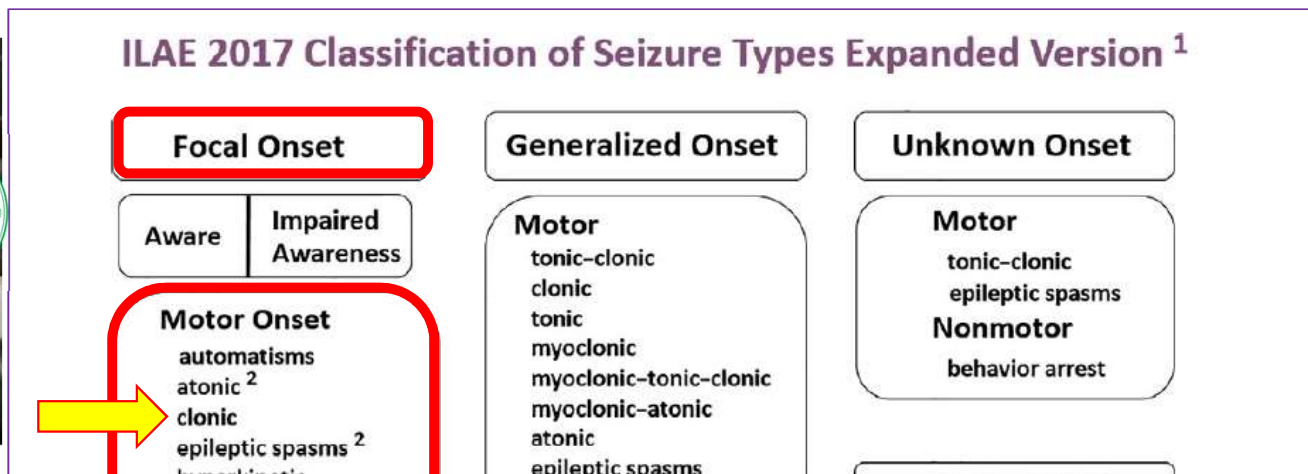 ILAE 2017 Classification of Seizure Types Expanded Version 1
Focal Onset
Aware
Impaired
Awareness
Motor Onset
automatisms
atonic 2
clonic
epileptic spasms 2
Generalized Onset
Motor
tonic–clonic
clonic
tonic
myoclonic
myoclonic–tonic–clonic
myoclonic–atonic
atonic
epileptic spasms
Unknown Onset
Motor
tonic–clonic
epileptic spasms
Nonmotor
behavior arrest